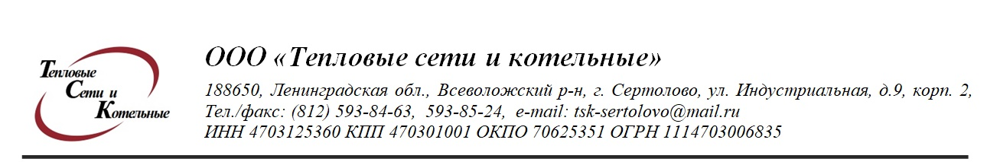 Тепловые
Сети и
Котельные
ООО «Тепловые сети и котельные»
188650, Ленинградская обл., Всеволожский р-н, г. Сертолово, ул. Индустриальная, д.9, корп. 2,
Тел./факс: (812) 593-84-63, 593-85-24, e-mail: tsk-sertolovo@mail.ru
ИНН 4703125360 КПП 470301001 ОКПО 70625351 ОГРН 1114703006835